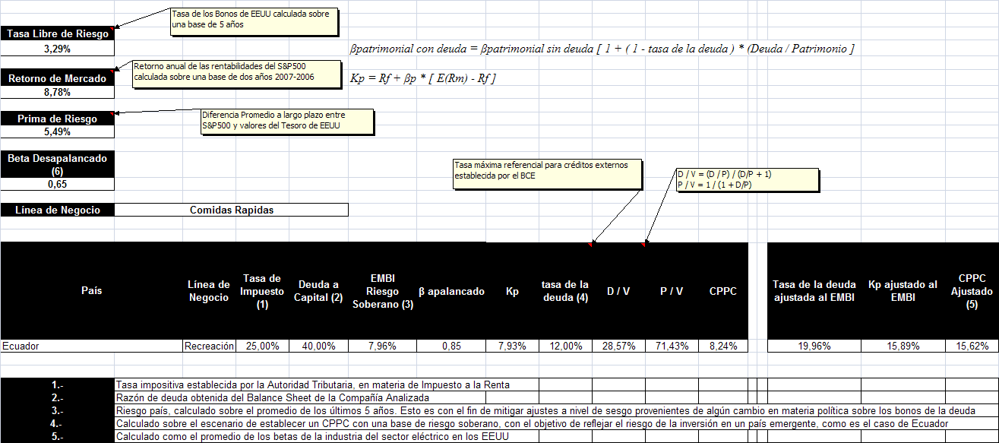 Tasa de los Bonos de EEUU calculada sobre
una base de 5 años
Tasa Libre de Riesgo
3,29%
βpatrimonial con deuda = βpatrimonial sin deuda [ 1 + ( 1 - tasa de la deuda ) * (Deuda / Patrimonio ]
Retorno anual de las rentabilidades del S&P500
calculada sobre una base de dos años 2007-2006
Retorno de Mercado
8,78%
Kp = Rf + βp * [ E(Rm) - Rf ]
Diferencia Promedio a largo plazo entre
S&P500 y valores del Tesoro de EEUU
Prima de Riesgo
5,49%
Beta Desapalancado
(6)
0,65
Tasa máxima referencial para créditos externos
establecida por el BCE
D / V = (D / P) / (D/P + 1)
P / V = 1 / (1 + D/P)
Línea de Negocio Comidas Rapidas
País
Línea de
Negocio
Tasa de
Impuesto
(1)
Deuda a
Capital (2)
EMBI
Riesgo
Soberano (3)
β apalancado
Kp
tasa de la
deuda (4)
D / V
P / V
CPPC
Tasa de la deuda
ajustada al EMBI
Kp ajustado al
EMBI
CPPC
Ajustado
(5)
Ecuador Recreación 25,00% 40,00% 7,96% 0,85 7,93% 12,00% 28,57% 71,43% 8,24% 19,96% 15,89% 15,62%
1.- Tasa impositiva establecida por la Autoridad Tributaria, en materia de Impuesto a la Renta
2.- Razón de deuda obtenida del Balance Sheet de la Compañía Analizada
3.- Riesgo país, calculado sobre el promedio de los últimos 5 años. Esto es con el fin de mitigar ajustes a nivel de sesgo provenientes de algún cambio en materia política sobre los bonos de la deuda
4.- Calculado sobre el escenario de establecer un CPPC con una base de riesgo soberano, con el objetivo de reflejar el riesgo de la inversión en un país emergente, como es el caso de Ecuador
5.- Calculado como el promedio de los betas de la industria del sector eléctrico en los EEUU